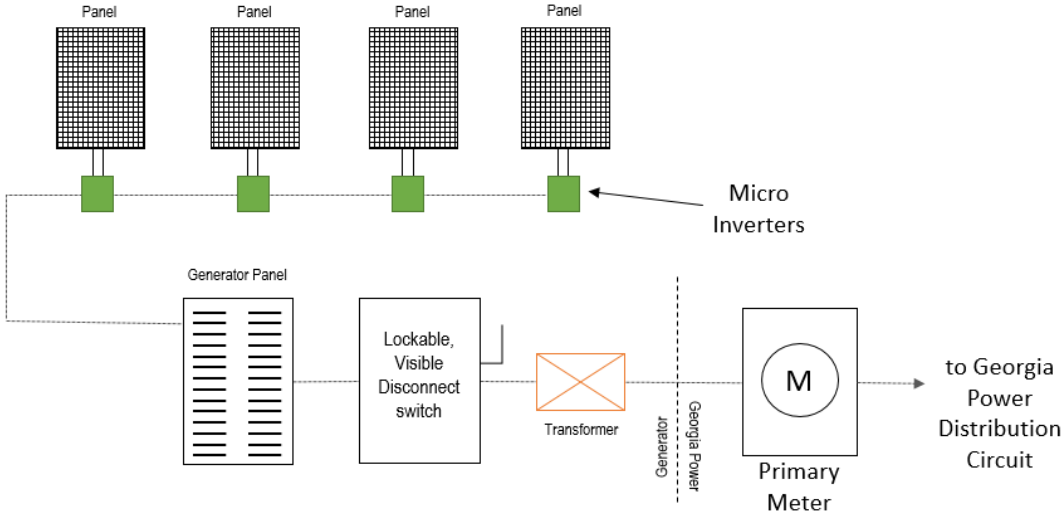 Panel
Panel
Panel
Panel
Micro
Inverters
Generator Panel
Lockable,
Visible
Disconnect
switch
Transformer
Generator
Georgia Power
M
Primary
Meter
to Georgia
Power
Distribution
Circuit